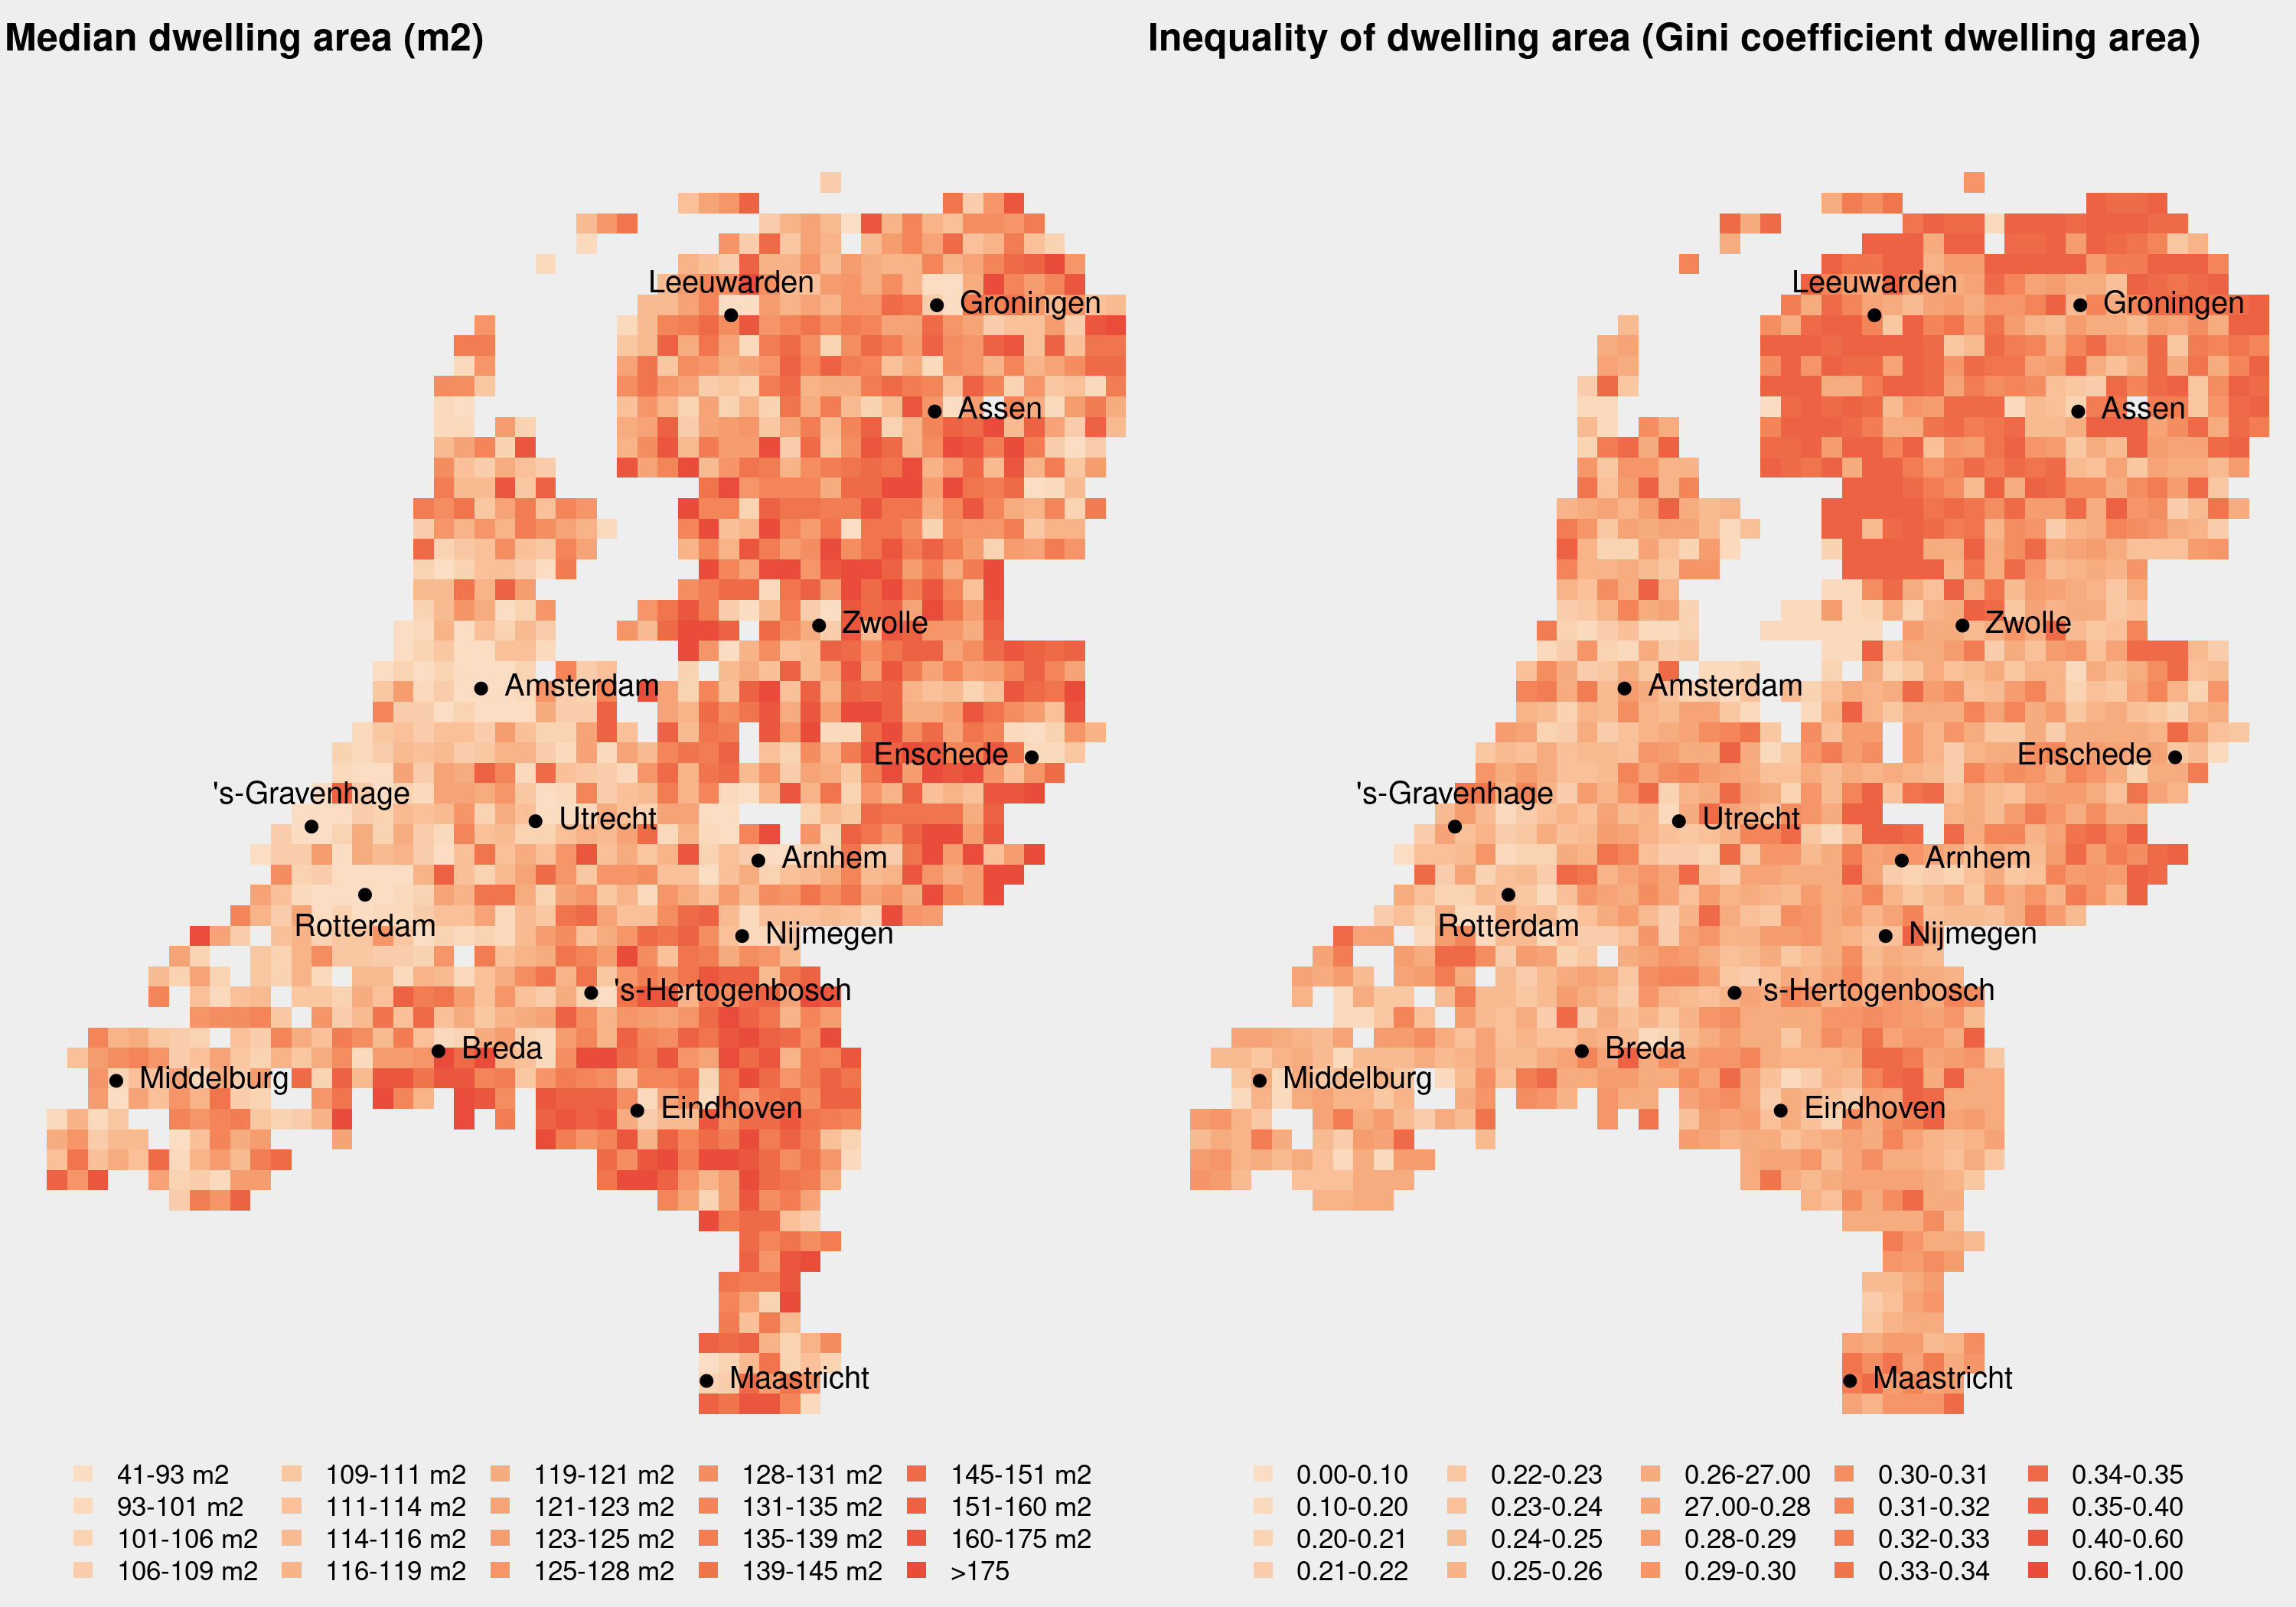 Median dwelling area (m2)
Leeuwarden
Groningen
Assen
Zwolle
Amsterdam
Enschede
's-Gravenhage
Utrecht
Arnhem
Rotterdam
Nijmegen
's-Hertogenbosch
Breda
Middelburg
Eindhoven
Maastricht
41-93 m2 109-111 m2 119-121 m2 128-131 m2 145-151 m2
93-101 m2 111-114 m2 121-123 m2 131-135 m2 151-160 m2
101-106 m2 114-116 m2 123-125 m2 135-139 m2 160-175 m2
106-109 m2 116-119 m2 125-128 m2 139-145 m2 >175
Inequality of dwelling area (Gini coefficient dwelling area)
Leeuwarden
Groningen
Assen
Zwolle
Amsterdam
Enschede
's-Gravenhage
Utrecht
Arnhem
Rotterdam
Nijmegen
's-Hertogenbosch
Breda
Middelburg
Eindhoven
Maastricht
0.00-0.10 0.22-0.23 0.26-27.00 0.30-0.31 0.34-0.35
0.10-0.20 0.23-0.24 27.00-0.28 0.31-0.32 0.35-0.40
0.20-0.21 0.24-0.25 0.28-0.29 0.32-0.33 0.40-0.60
0.21-0.22 0.25-0.26 0.29-0.30 0.33-0.34 0.60-1.00